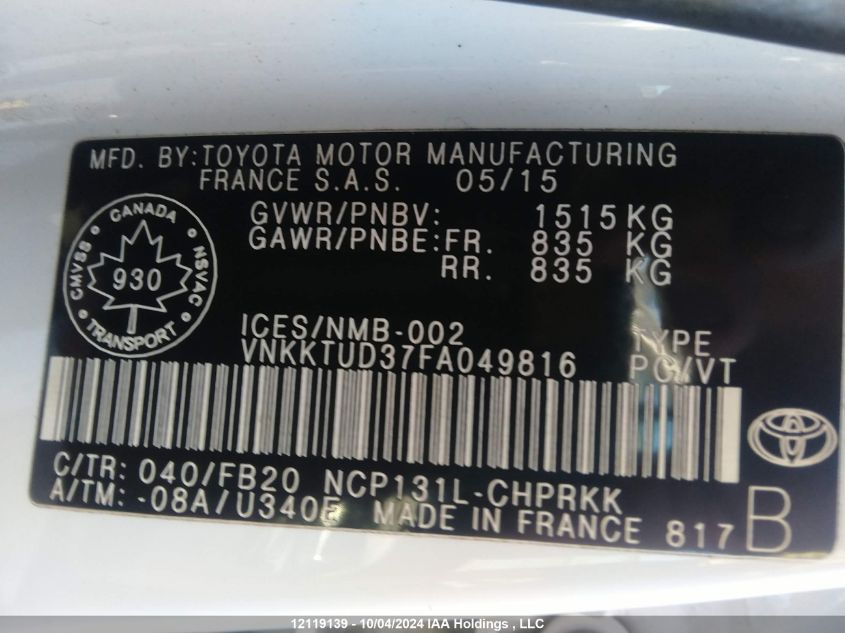 MFD. BY:TOYOTA MOTOR MANUFACTURING
FRANCE S.A.S. 05/15
GVWR/PNBV: 1515 KG
GAWR/PNBE:FR. 835 KG
RR. 835 KG
CANADA
CMVSS 930 NSVAC
TRANSPORT
ICES/NMB-002 TYPE
VNKKTUD37FA049816 PC/VT
C/TR: 040/FB20 NCP131L-CHPRKK
A/TM: -08A/U340E MADE IN FRANCE 817 B
12119139 - 10/04/2024 IAA Holdings , LLC